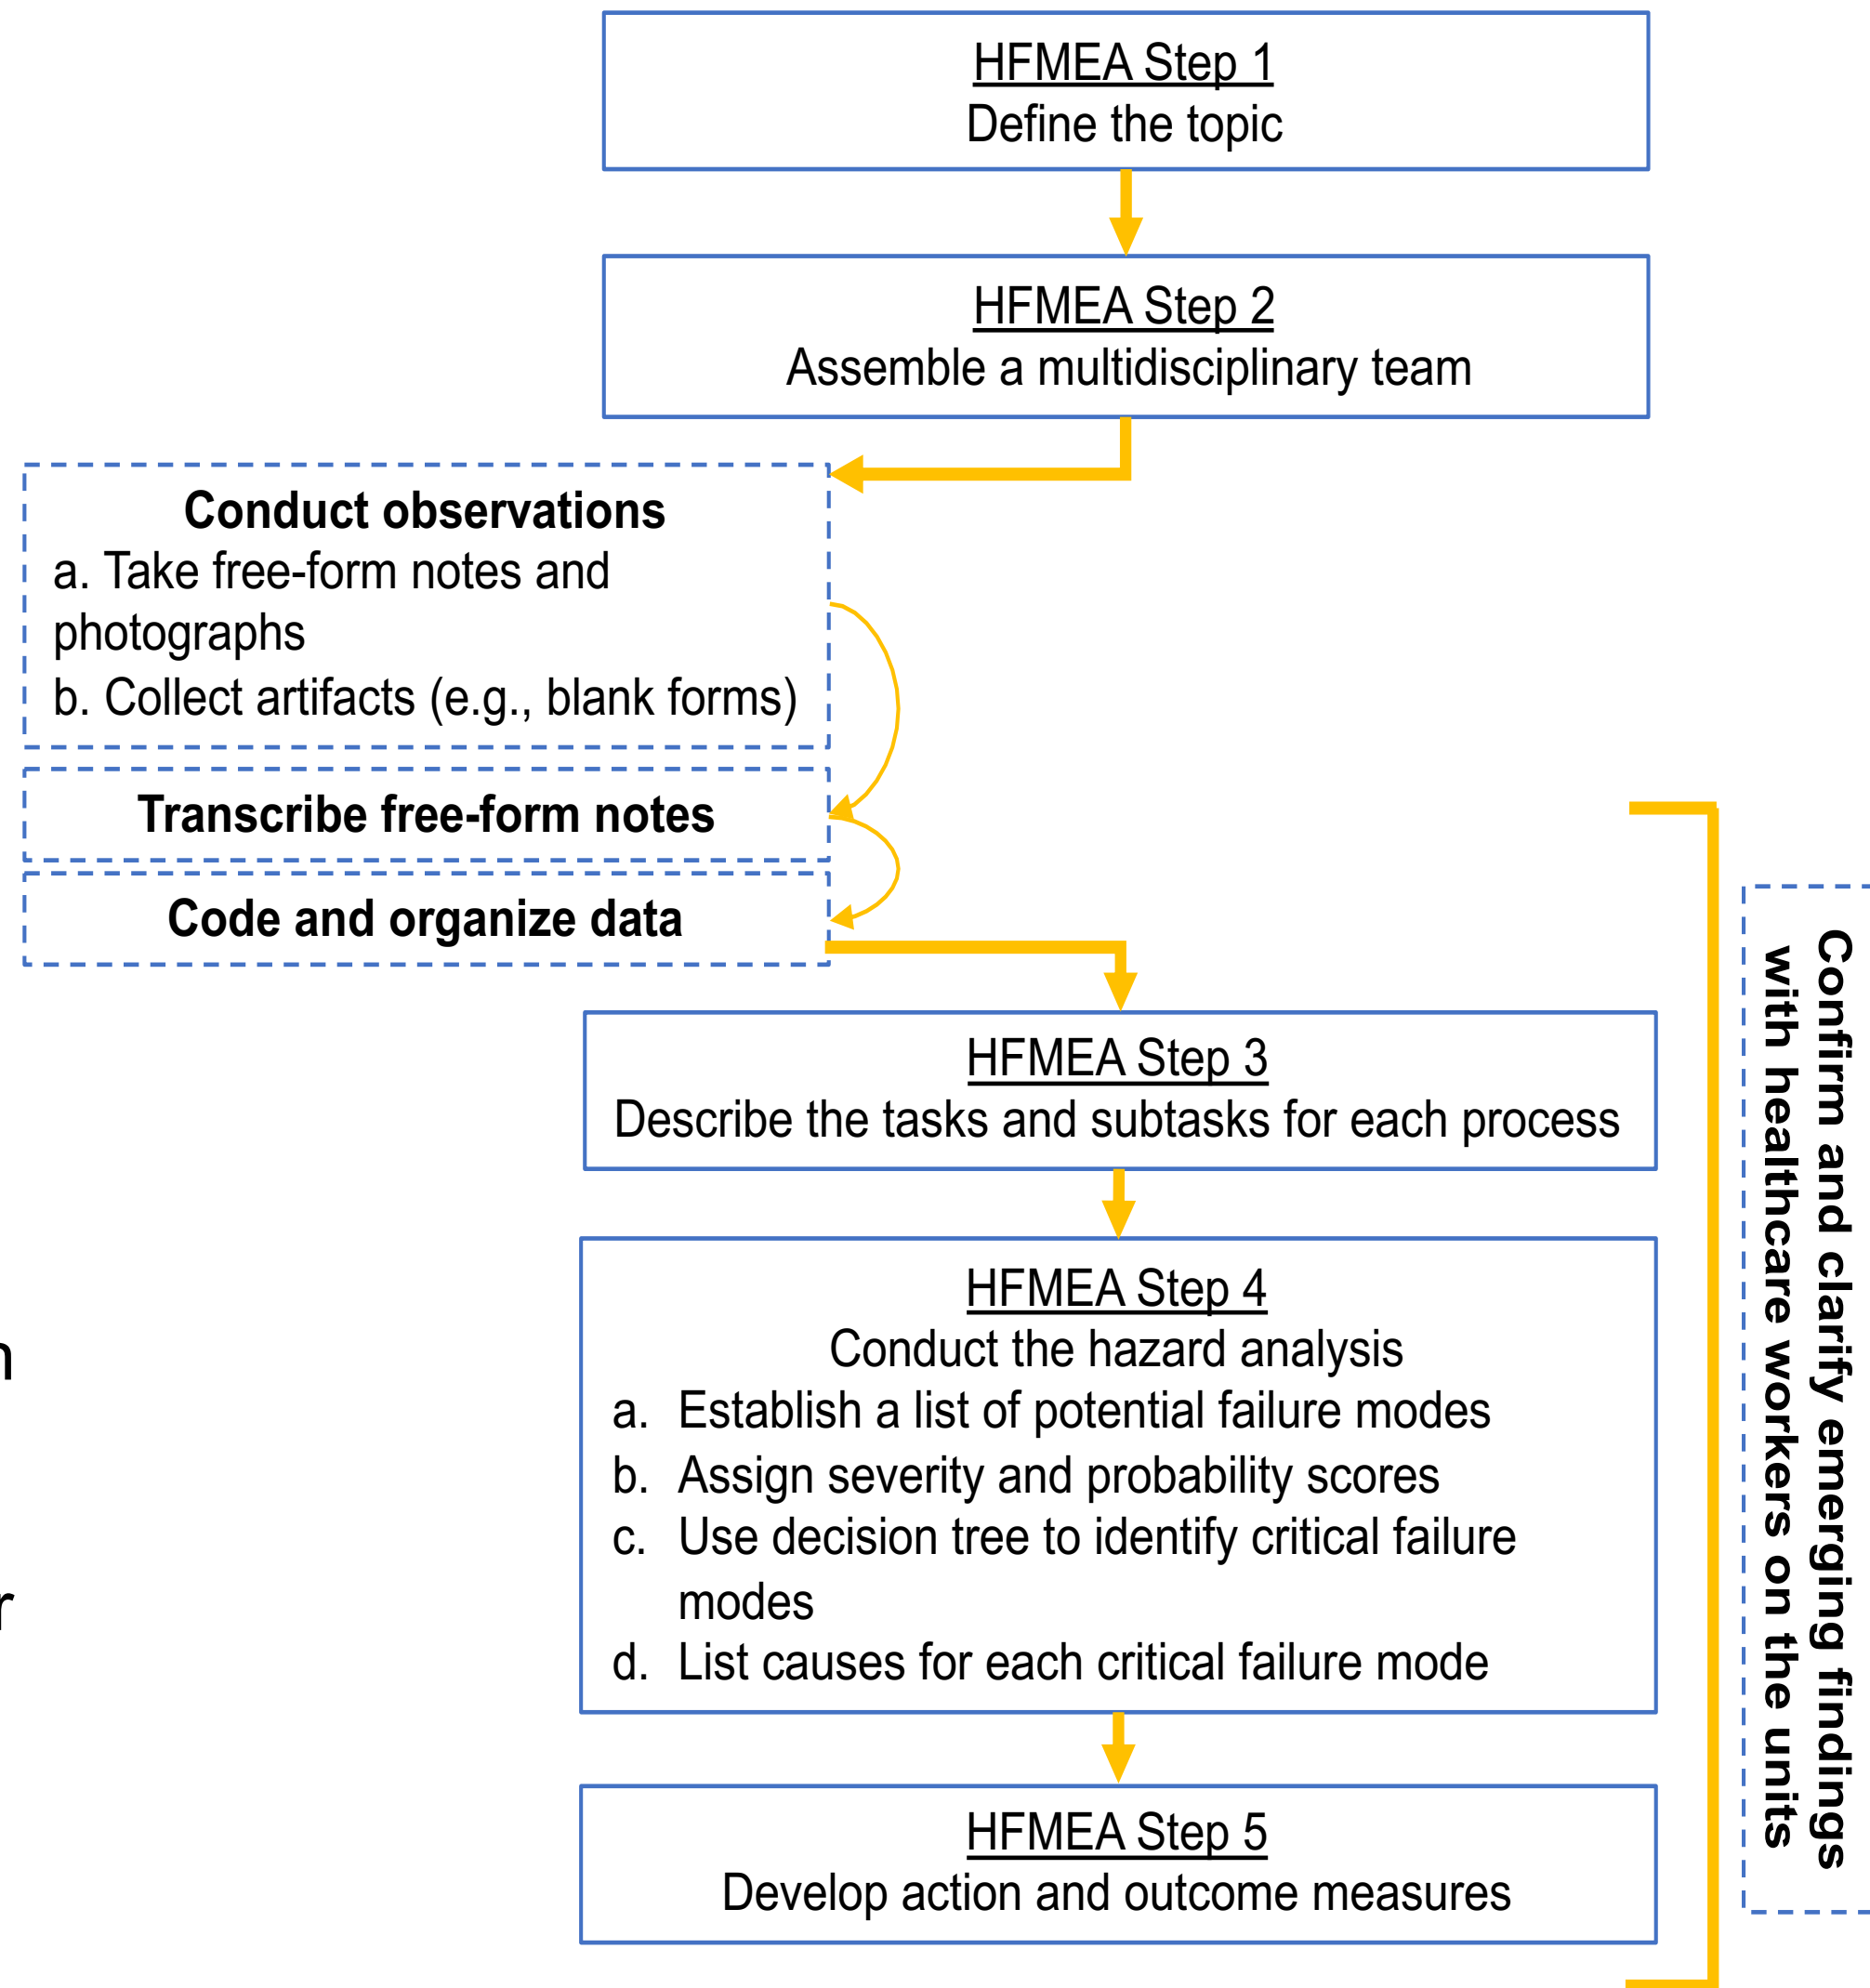 HFMEA Step 1
Define the topic
HFMEA Step 2
Assemble a multidisciplinary team
Conduct observations
a. Take free-form notes and
photographs
b. Collect artifacts (e.g., blank forms)
Transcribe free-form notes
Code and organize data
HFMEA Step 3
Describe the tasks and subtasks for each process
HFMEA Step 4
Conduct the hazard analysis
a. Establish a list of potential failure modes
b. Assign severity and probability scores
c. Use decision tree to identify critical failure
modes
d. List causes for each critical failure mode
HFMEA Step 5
Develop action and outcome measures
Confirm and clarify emerging findings
with healthcare workers on the units